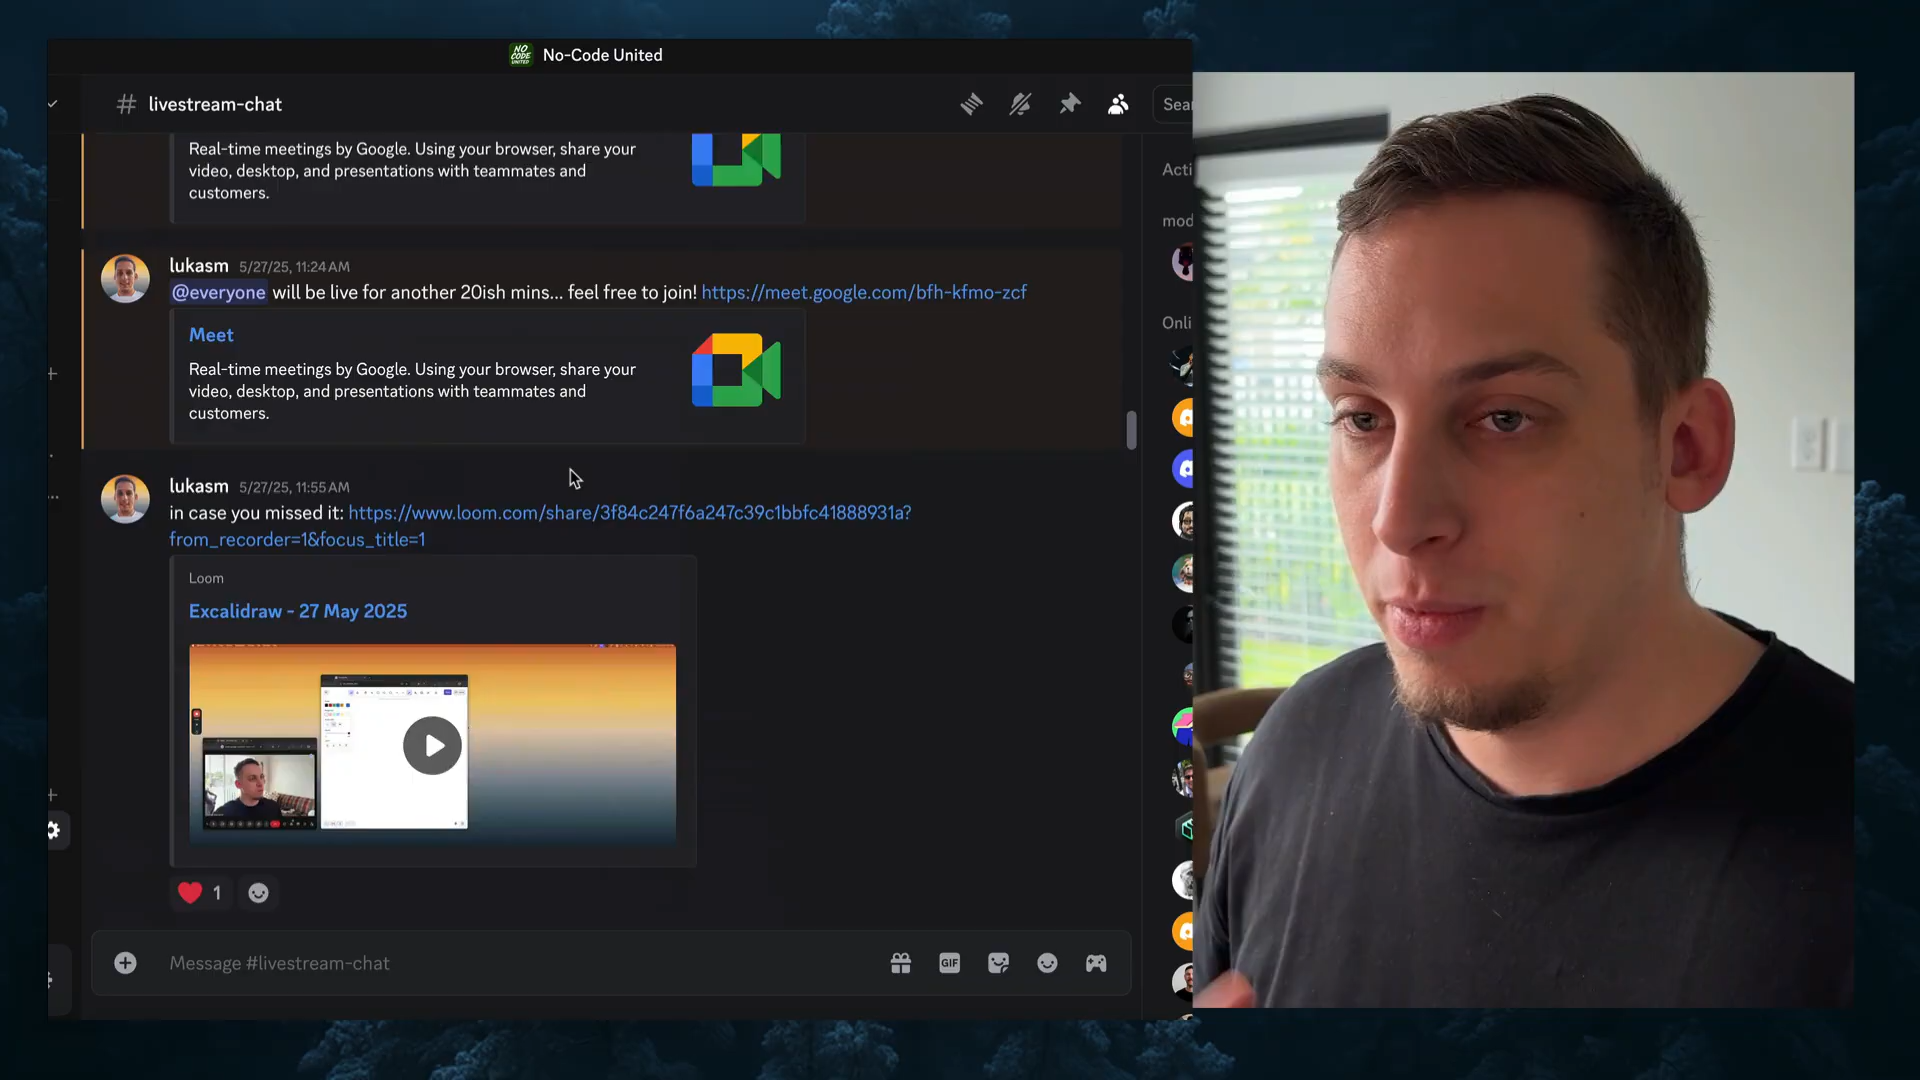 NO CODE UNITED
No-Code United
# livestream-chat
Sea
Real-time meetings by Google. Using your browser, share your
video, desktop, and presentations with teammates and
customers.
Acti
mod
lukasm 5/27/25, 11:24 AM
@everyone will be live for another 20ish mins... feel free to join! https://meet.google.com/bfh-kfmo-zcf
Meet
Real-time meetings by Google. Using your browser, share your
video, desktop, and presentations with teammates and
customers.
Onli
lukasm 5/27/25, 11:55 AM
in case you missed it: https://www.loom.com/share/3f84c247f6a247c39c1bbfc41888931a?
from_recorder=1&focus_title=1
Loom
Excalidraw - 27 May 2025
1
Message #livestream-chat
GIF